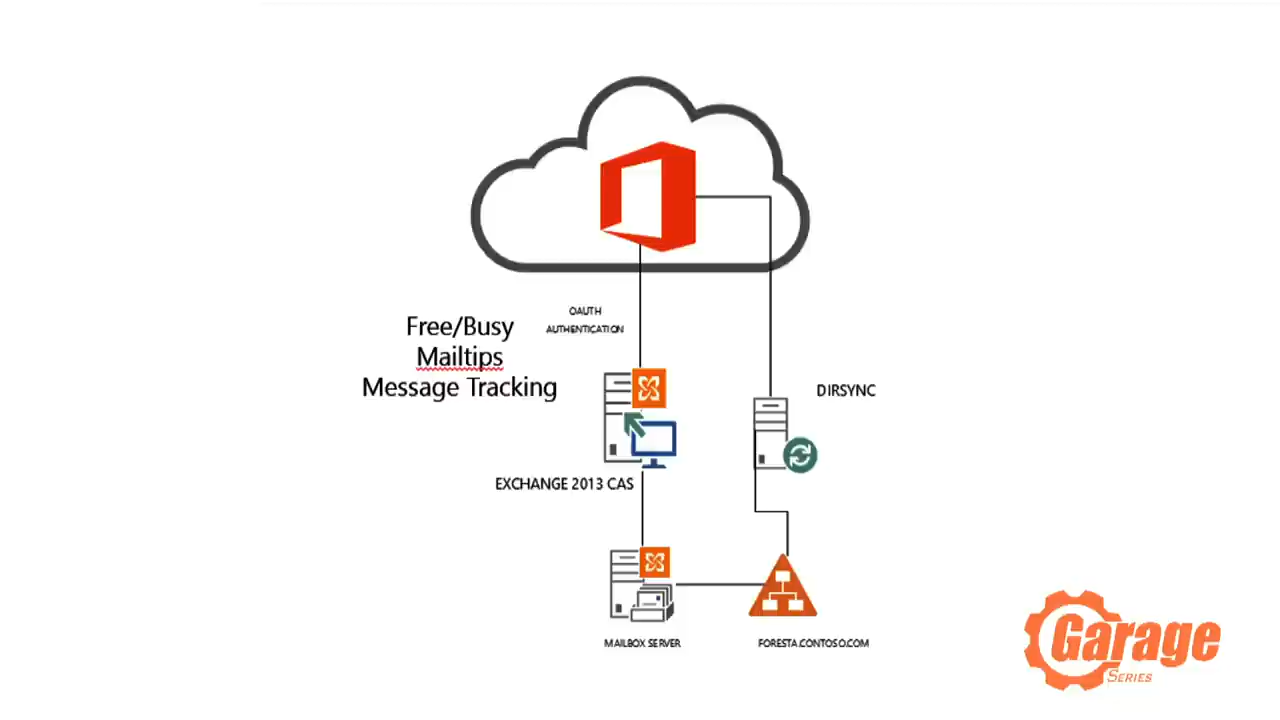 OAUTH
AUTHENTICATION
Free/Busy
Mailtips
Message Tracking
DIRSYNC
EXCHANGE 2013 CAS
MAILBOX SERVER
FORESTA.CONTOSO.COM
Garage
SERIES